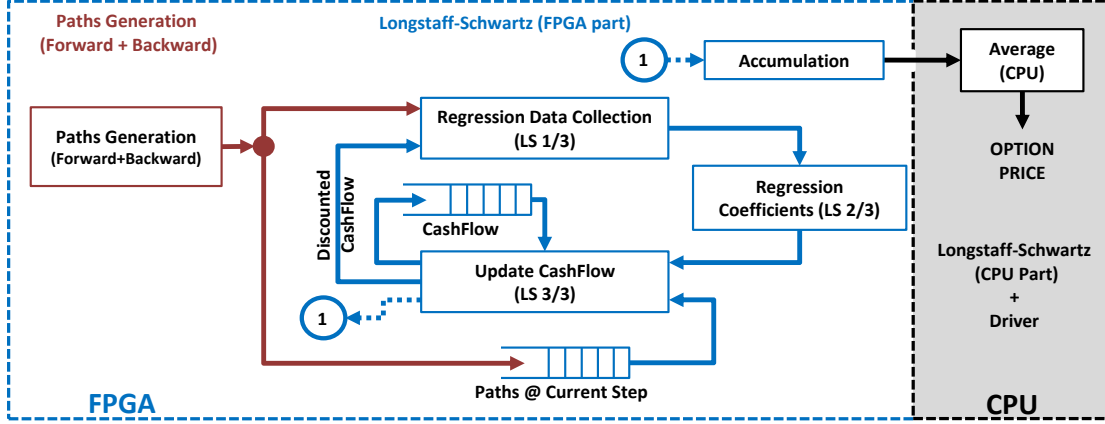 Paths Generation
(Forward + Backward)
Longstaff-Schwartz (FPGA part)
1
Accumulation
Average
(CPU)
Paths Generation
(Forward+Backward)
Regression Data Collection
(LS 1/3)
OPTION
PRICE
Regression
Coefficients (LS 2/3)
Discounted
CashFlow
CashFlow
Update CashFlow
(LS 3/3)
Longstaff-Schwartz
(CPU Part)
+
Driver
1
Paths @ Current Step
FPGA
CPU